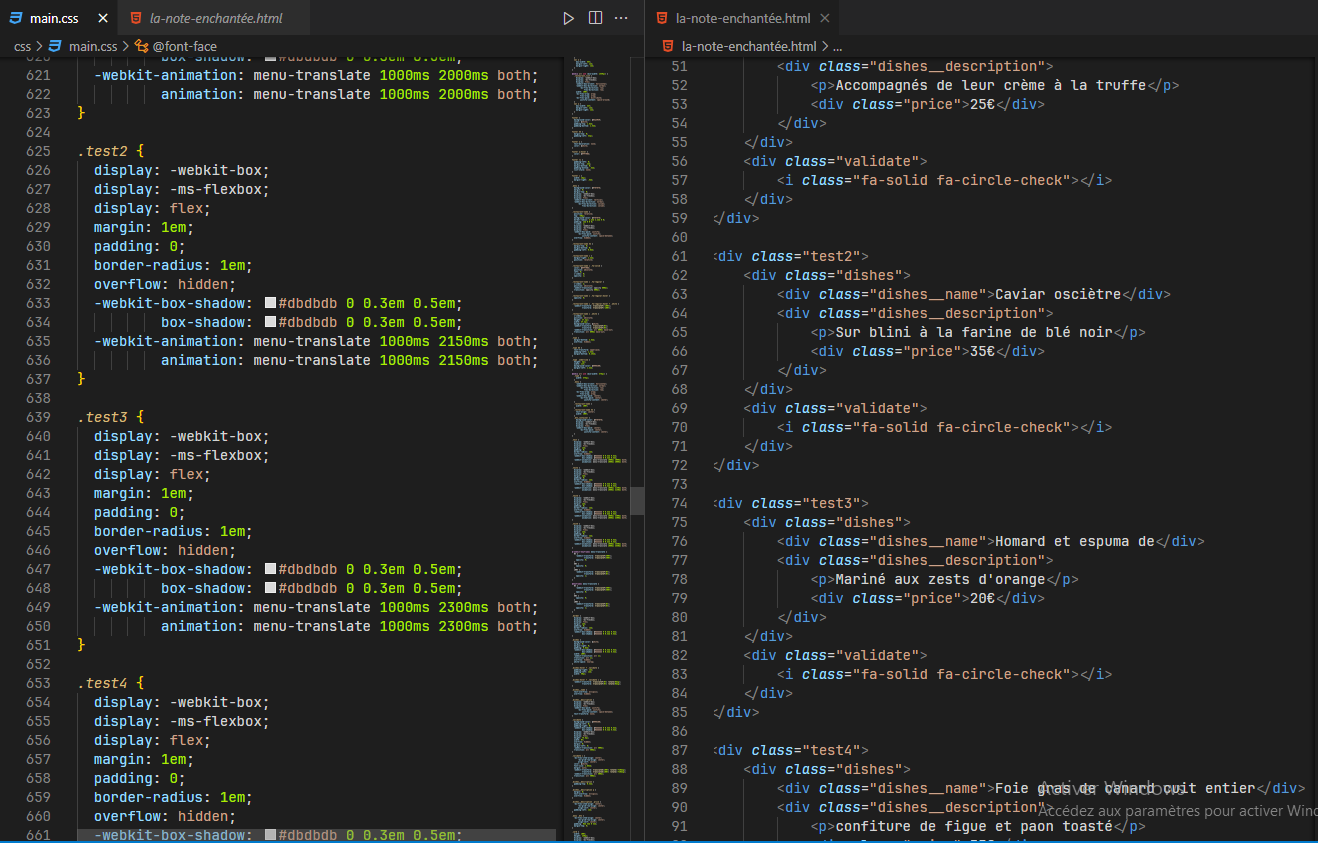 main.css
la-note-enchantée.html
css > main.css > @font-face
621 -webkit-animation: menu-translate 1000ms 2000ms both;
622 animation: menu-translate 1000ms 2000ms both;
623 }
624
625 .test2 {
626 display: -webkit-box;
627 display: -ms-flexbox;
628 display: flex;
629 margin: 1em;
630 padding: 0;
631 border-radius: 1em;
632 overflow: hidden;
633 -webkit-box-shadow: #dbdbdb 0 0.3em 0.5em;
634 box-shadow: #dbdbdb 0 0.3em 0.5em;
635 -webkit-animation: menu-translate 1000ms 2150ms both;
636 animation: menu-translate 1000ms 2150ms both;
637 }
638
639 .test3 {
640 display: -webkit-box;
641 display: -ms-flexbox;
642 display: flex;
643 margin: 1em;
644 padding: 0;
645 border-radius: 1em;
646 overflow: hidden;
647 -webkit-box-shadow: #dbdbdb 0 0.3em 0.5em;
648 box-shadow: #dbdbdb 0 0.3em 0.5em;
649 -webkit-animation: menu-translate 1000ms 2300ms both;
650 animation: menu-translate 1000ms 2300ms both;
651 }
652
653 .test4 {
654 display: -webkit-box;
655 display: -ms-flexbox;
656 display: flex;
657 margin: 1em;
658 padding: 0;
659 border-radius: 1em;
660 overflow: hidden;
661 -webkit-box-shadow: #dbdbdb 0 0.3em 0.5em;
la-note-enchantée.html
la-note-enchantée.html > ...
51 <div class="dishes__description">
52 <p>Accompagnés de leur crème à la truffe</p>
53 <div class="price">25€</div>
54 </div>
55 </div>
56 <div class="validate">
57 <i class="fa-solid fa-circle-check"></i>
58 </div>
59 </div>
60
61 <div class="test2">
62 <div class="dishes">
63 <div class="dishes__name">Caviar osciètre</div>
64 <div class="dishes__description">
65 <p>Sur blini à la farine de blé noir</p>
66 <div class="price">35€</div>
67 </div>
68 </div>
69 <div class="validate">
70 <i class="fa-solid fa-circle-check"></i>
71 </div>
72 </div>
73
74 <div class="test3">
75 <div class="dishes">
76 <div class="dishes__name">Homard et espuma de</div>
77 <div class="dishes__description">
78 <p>Mariné aux zests d'orange</p>
79 <div class="price">20€</div>
80 </div>
81 </div>
82 <div class="validate">
83 <i class="fa-solid fa-circle-check"></i>
84 </div>
85 </div>
86
87 <div class="test4">
88 <div class="dishes">
89 <div class="dishes__name">Foie gras de canard cuit entier</div>
90 <div class="dishes__description">
91 <p>confiture de figue et paon toasté</p>
Activer Windows
Accédez aux paramètres pour activer Win